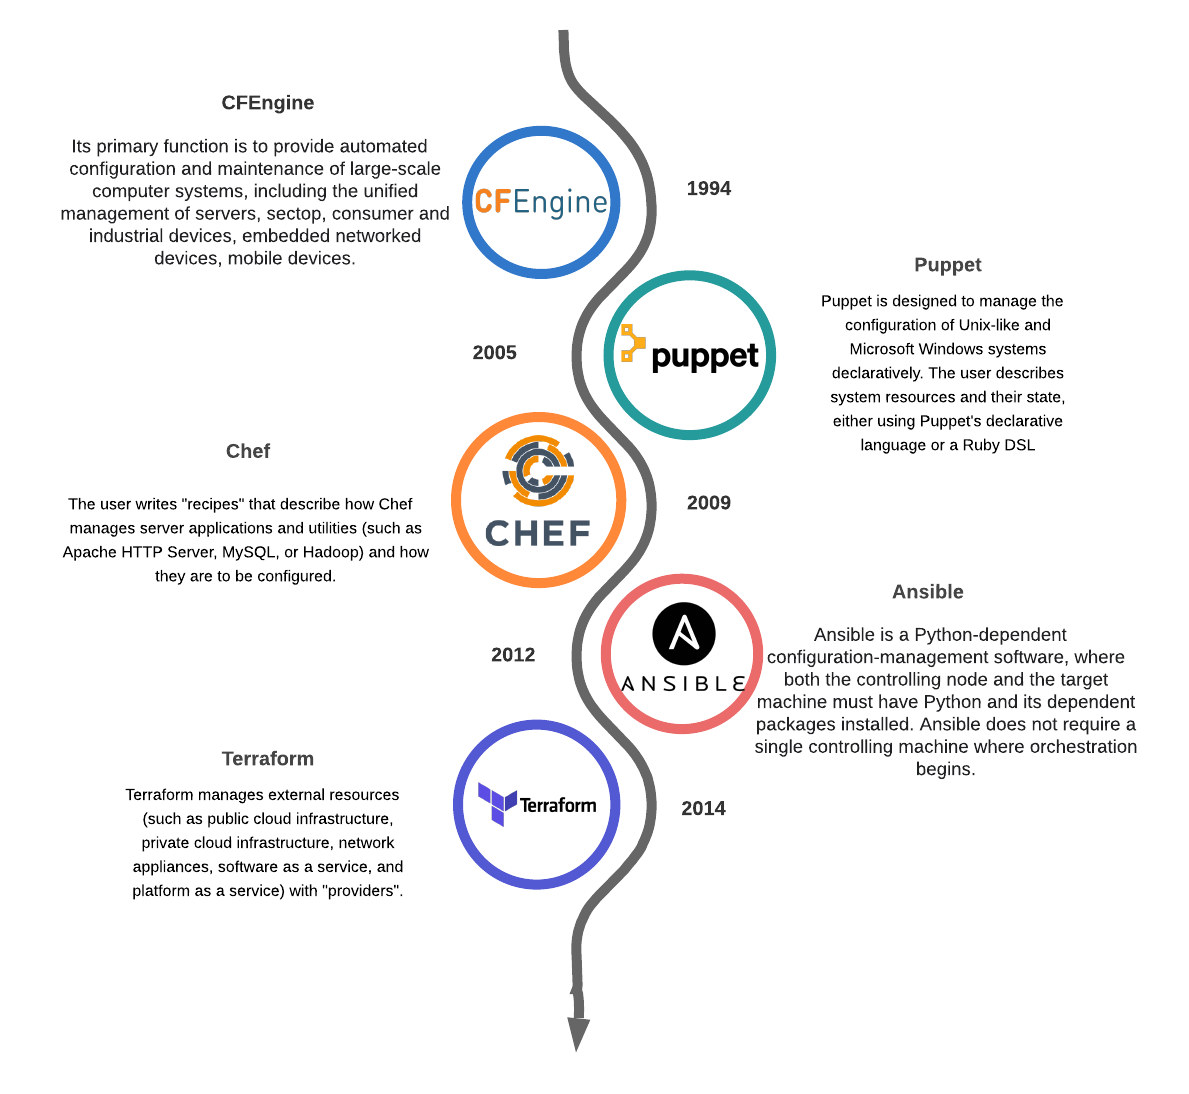 CFEngine
Its primary function is to provide automated
configuration and maintenance of large-scale
computer systems, including the unified
management of servers, sectop, consumer and
industrial devices, embedded networked
devices, mobile devices.
CFEngine
1994
Puppet
Puppet is designed to manage the
configuration of Unix-like and
Microsoft Windows systems
declaratively. The user describes
system resources and their state,
either using Puppet's declarative
language or a Ruby DSL
puppet
2005
Chef
The user writes "recipes" that describe how Chef
manages server applications and utilities (such as
Apache HTTP Server, MySQL, or Hadoop) and how
they are to be configured.
CHEF
2009
Ansible
Ansible is a Python-dependent
configuration-management software, where
both the controlling node and the target
machine must have Python and its dependent
packages installed. Ansible does not require a
single controlling machine where orchestration
begins.
ANSIBLE
2012
Terraform
Terraform manages external resources
(such as public cloud infrastructure,
private cloud infrastructure, network
appliances, software as a service, and
platform as a service) with "providers".
Terraform
2014